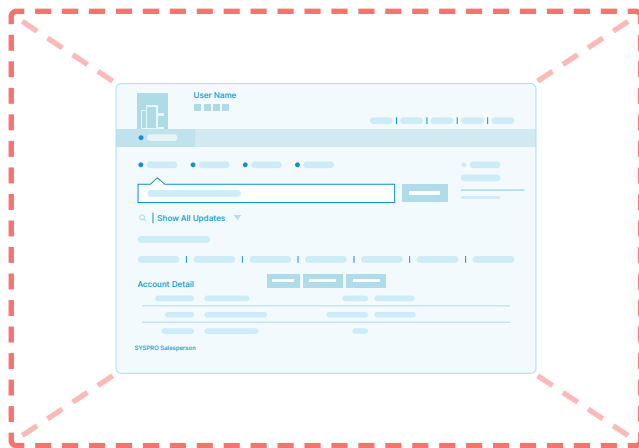 User Name
Show All Updates
Account Detail
SYSPRO Salesperson